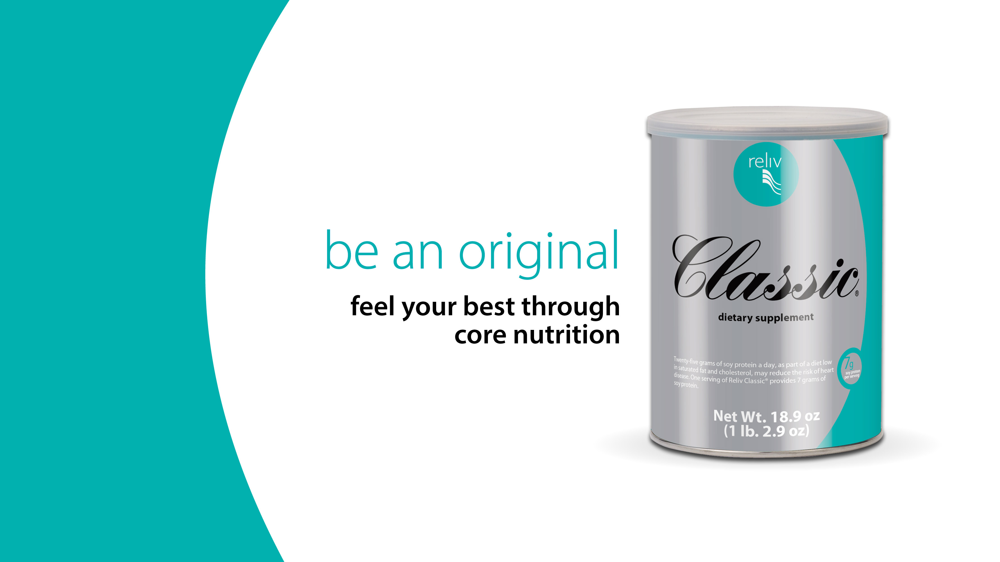 be an original
feel your best through
core nutrition
reliv
Classic®
dietary supplement
Twenty-five grams of soy protein a day, as part of a diet low
in saturated fat and cholesterol, may reduce the risk of heart
disease. One serving of Reliv Classic® provides 7 grams of
soy protein.
7g
soy protein
per serving
Net Wt. 18.9 oz
(1 lb. 2.9 oz)